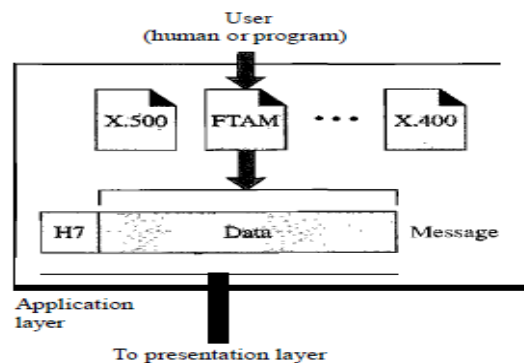 User
(human or program)
X.500 FTAM ••• X.400
H7 Data Message
Application
layer
To presentation layer